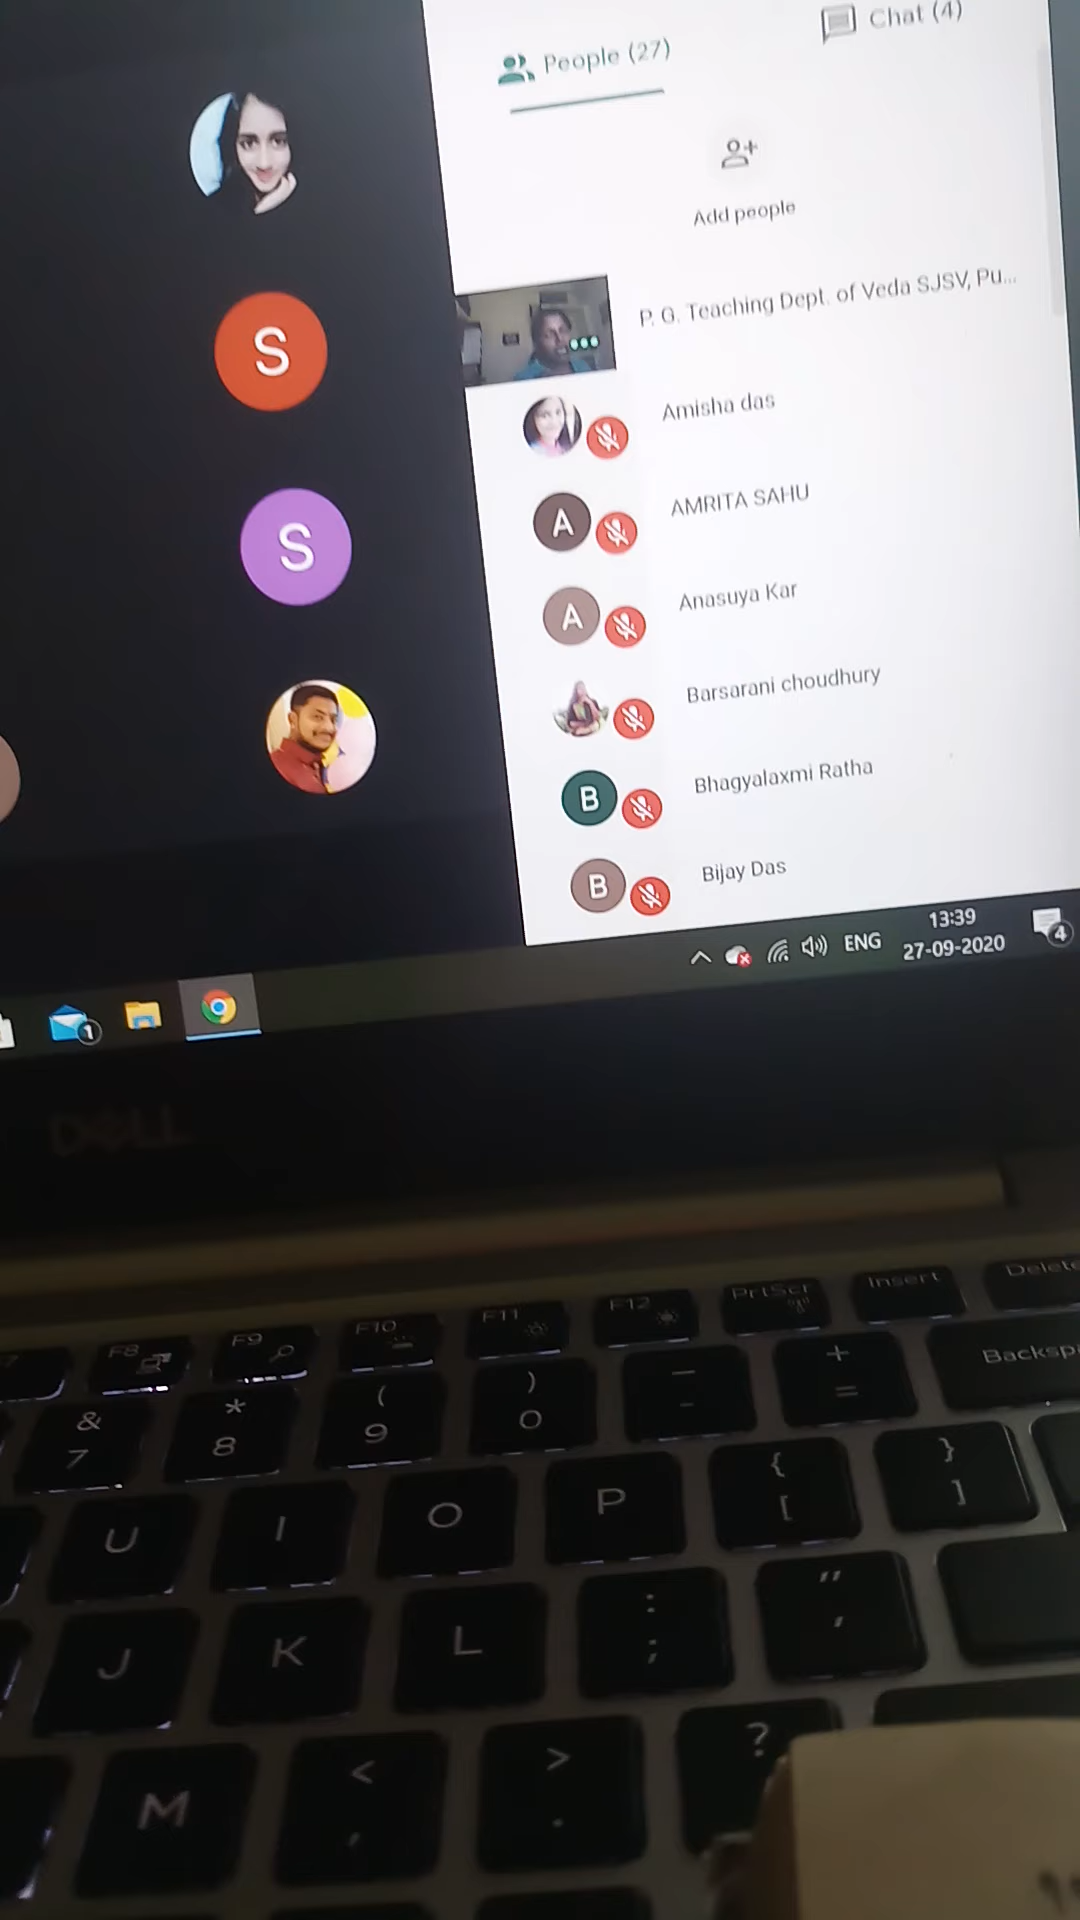 People (27)
Chat (4)
Add people
P. G. Teaching Dept. of Veda SJSV, Pu...
Amisha das
S
A
AMRITA SAHU
S
A
Anasuya Kar
Barsarani choudhury
B
Bhagyalaxmi Ratha
B
Bijay Das
ENG
13:39
27-09-2020
4
1
DELL
F8
F9
F10
F11
F12
PrtScr
Insert
Delete
&
7
*
8
(
9
)
0
_
-
+
=
Backsp
U
I
O
P
{
[
}
]
J
K
L
:
;
"
'
M
<
,
>
.
?